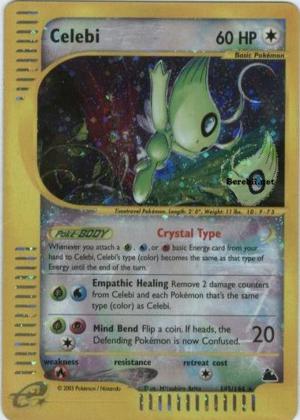 Celebi
60 HP
Basic Pokémon
Berebii.net
Timetravel Pokémon. Length: 2' 0", Weight: 11 lbs.
Poké-BODY
Crystal Type
Whenever you attach a or basic Energy card from your hand
to Celebi, Celebi's type (color) becomes the same as that type of
Energy until the end of the turn.
Empathic Healing Remove 2 damage counters
from Celebi and each Pokémon that's the same
type (color) as Celebi.
Mind Bend Flip a coin. If heads, the
Defending Pokémon is now Confused.
20
weakness
resistance
retreat cost
© 2003 Pokémon / Nintendo
145/144